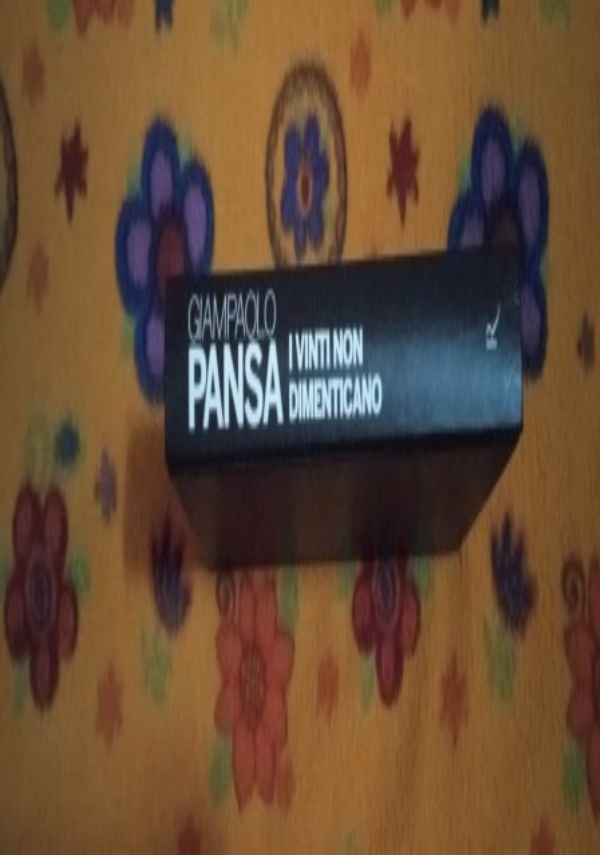 GIAMPAOLO
PANSA
I VINTI NON
DIMENTICANO